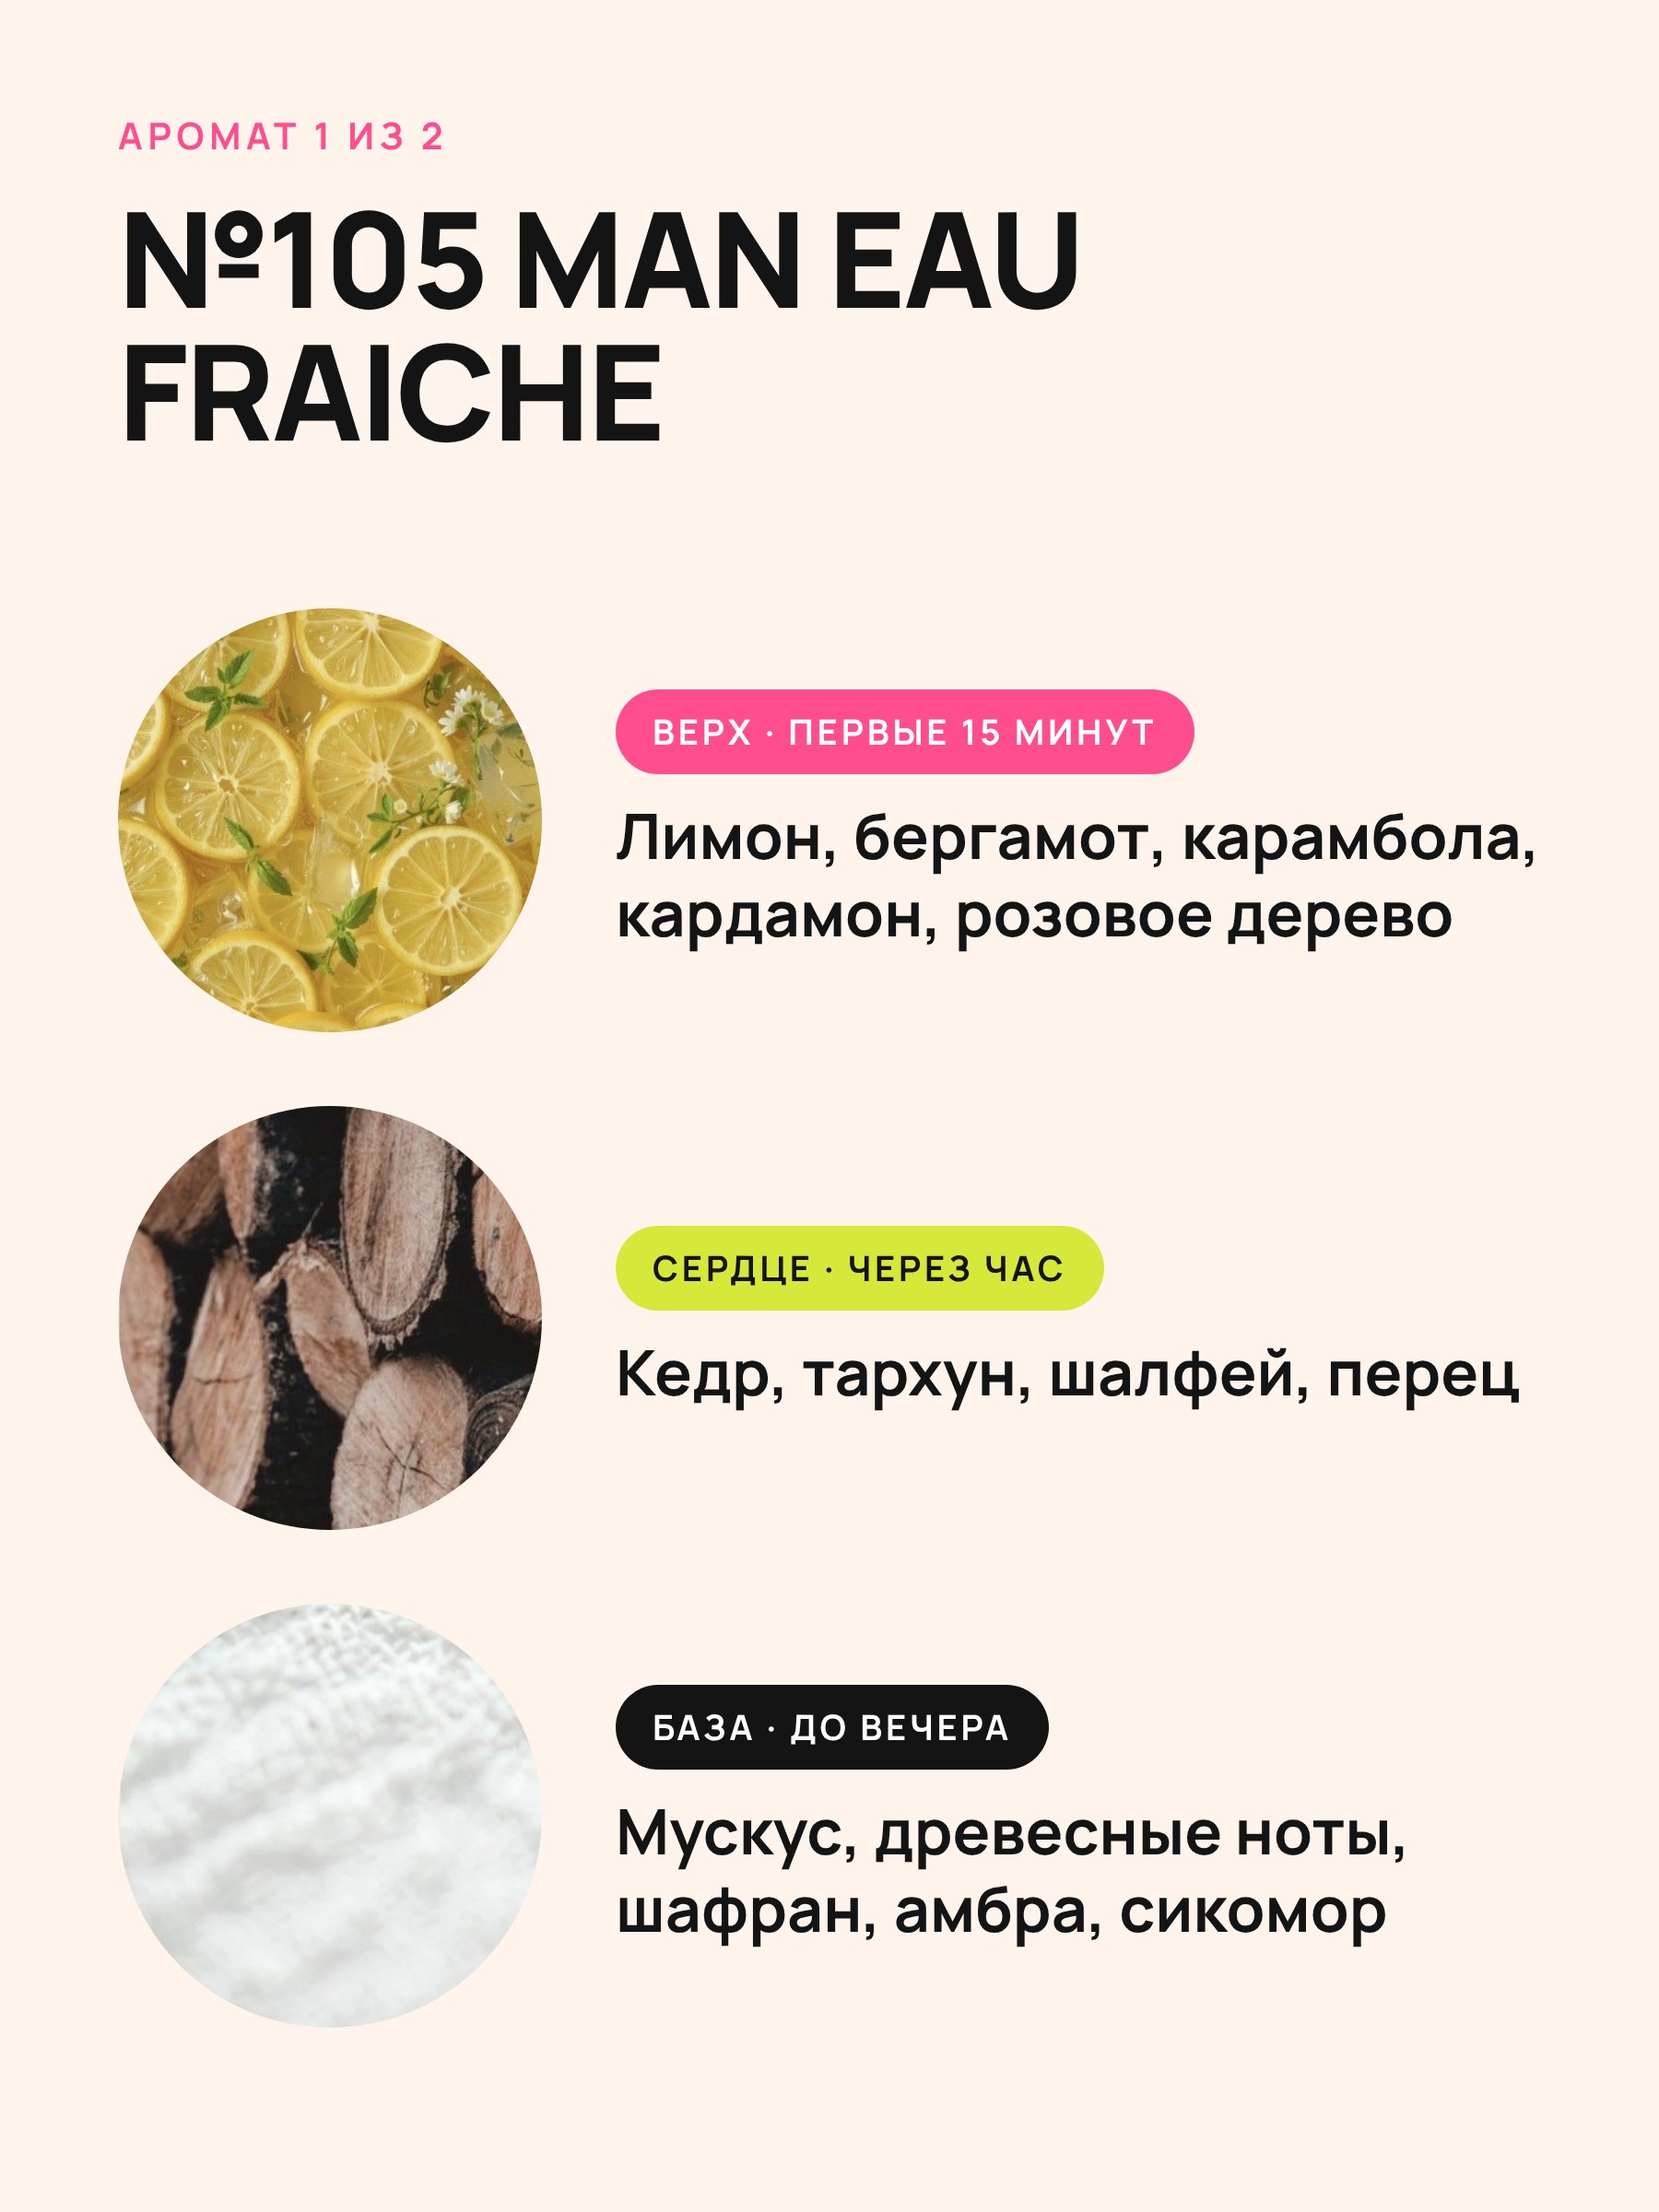 АРОМАТ 1 ИЗ 2
№105 MAN EAU
FRAICHE
ВЕРХ · ПЕРВЫЕ 15 МИНУТ
Лимон, бергамот, карамбола,
кардамон, розовое дерево
СЕРДЦЕ · ЧЕРЕЗ ЧАС
Кедр, тархун, шалфей, перец
БАЗА · ДО ВЕЧЕРА
Мускус, древесные ноты,
шафран, амбра, сикомор